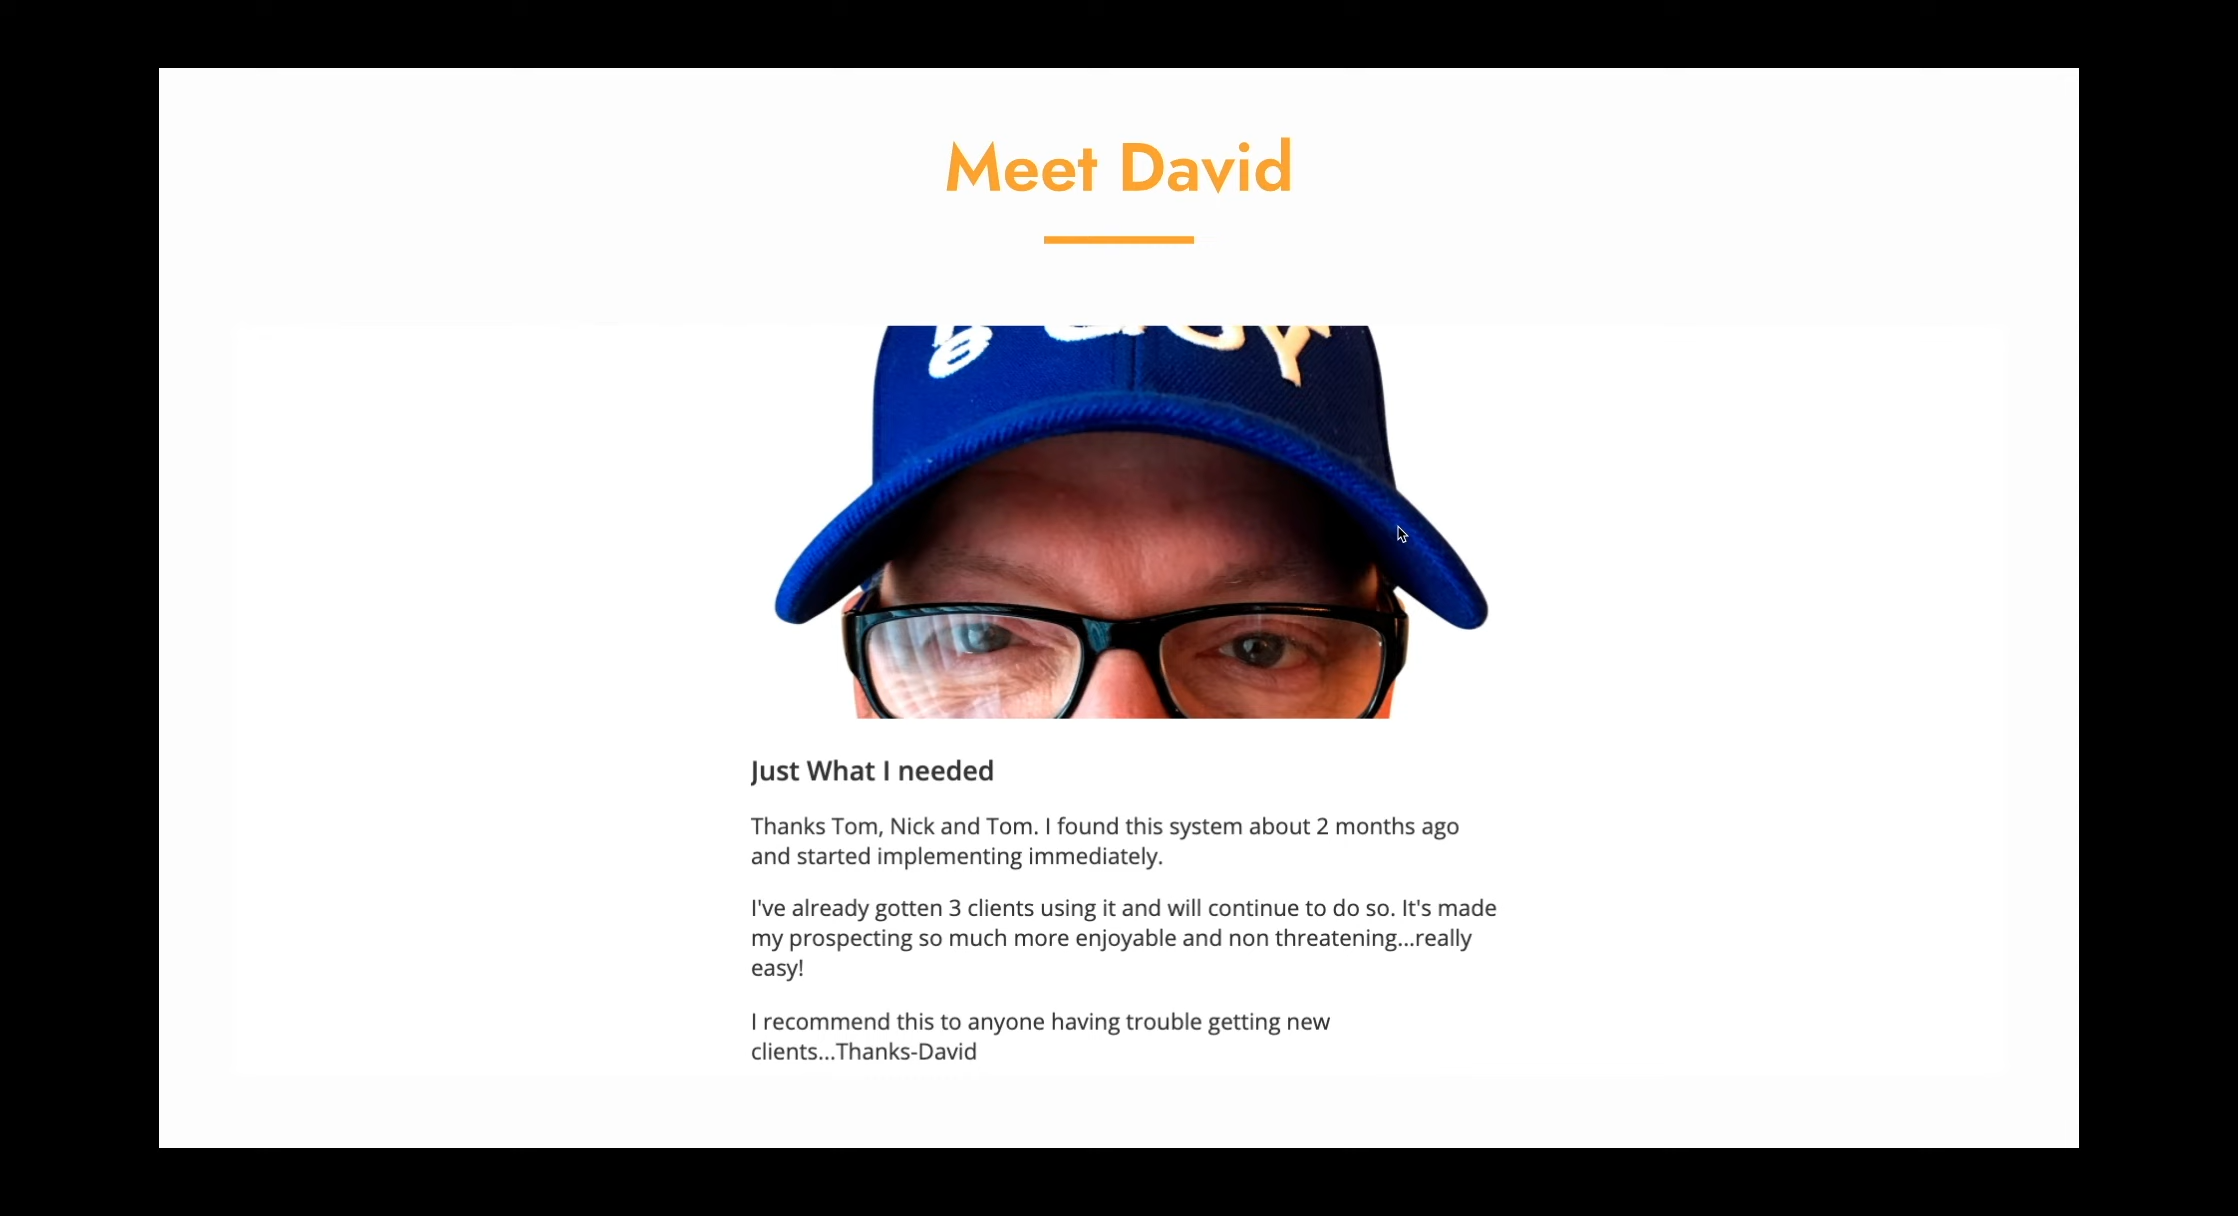 Meet David
Just What I needed
Thanks Tom, Nick and Tom. I found this system about 2 months ago
and started implementing immediately.
I've already gotten 3 clients using it and will continue to do so. It's made
my prospecting so much more enjoyable and non threatening...really
easy!
I recommend this to anyone having trouble getting new
clients...Thanks-David